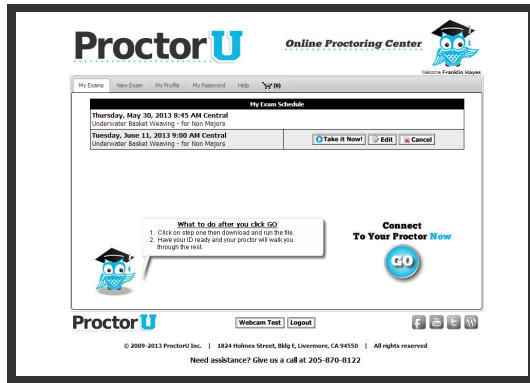 ProctorU
Online Proctoring Center
Welcome Franklin Hayes
My Exams New Exam My Profile My Password Help (0)
My Exam Schedule
Thursday, May 30, 2013 8:45 AM Central
Underwater Basket Weaving - for Non Majors
Tuesday, June 11, 2013 9:00 AM Central
Underwater Basket Weaving - for Non Majors
Take it Now! Edit Cancel
What to do after you click GO
1. Click on step one then download and run the file.
2. Have your ID ready and your proctor will walk you
through the rest.
Connect
To Your Proctor Now
GO
ProctorU
Webcam Test Logout
© 2009-2013 ProctorU Inc. | 1824 Holmes Street, Bldg E, Livermore, CA 94550 | All rights reserved
Need assistance? Give us a call at 205-870-8122